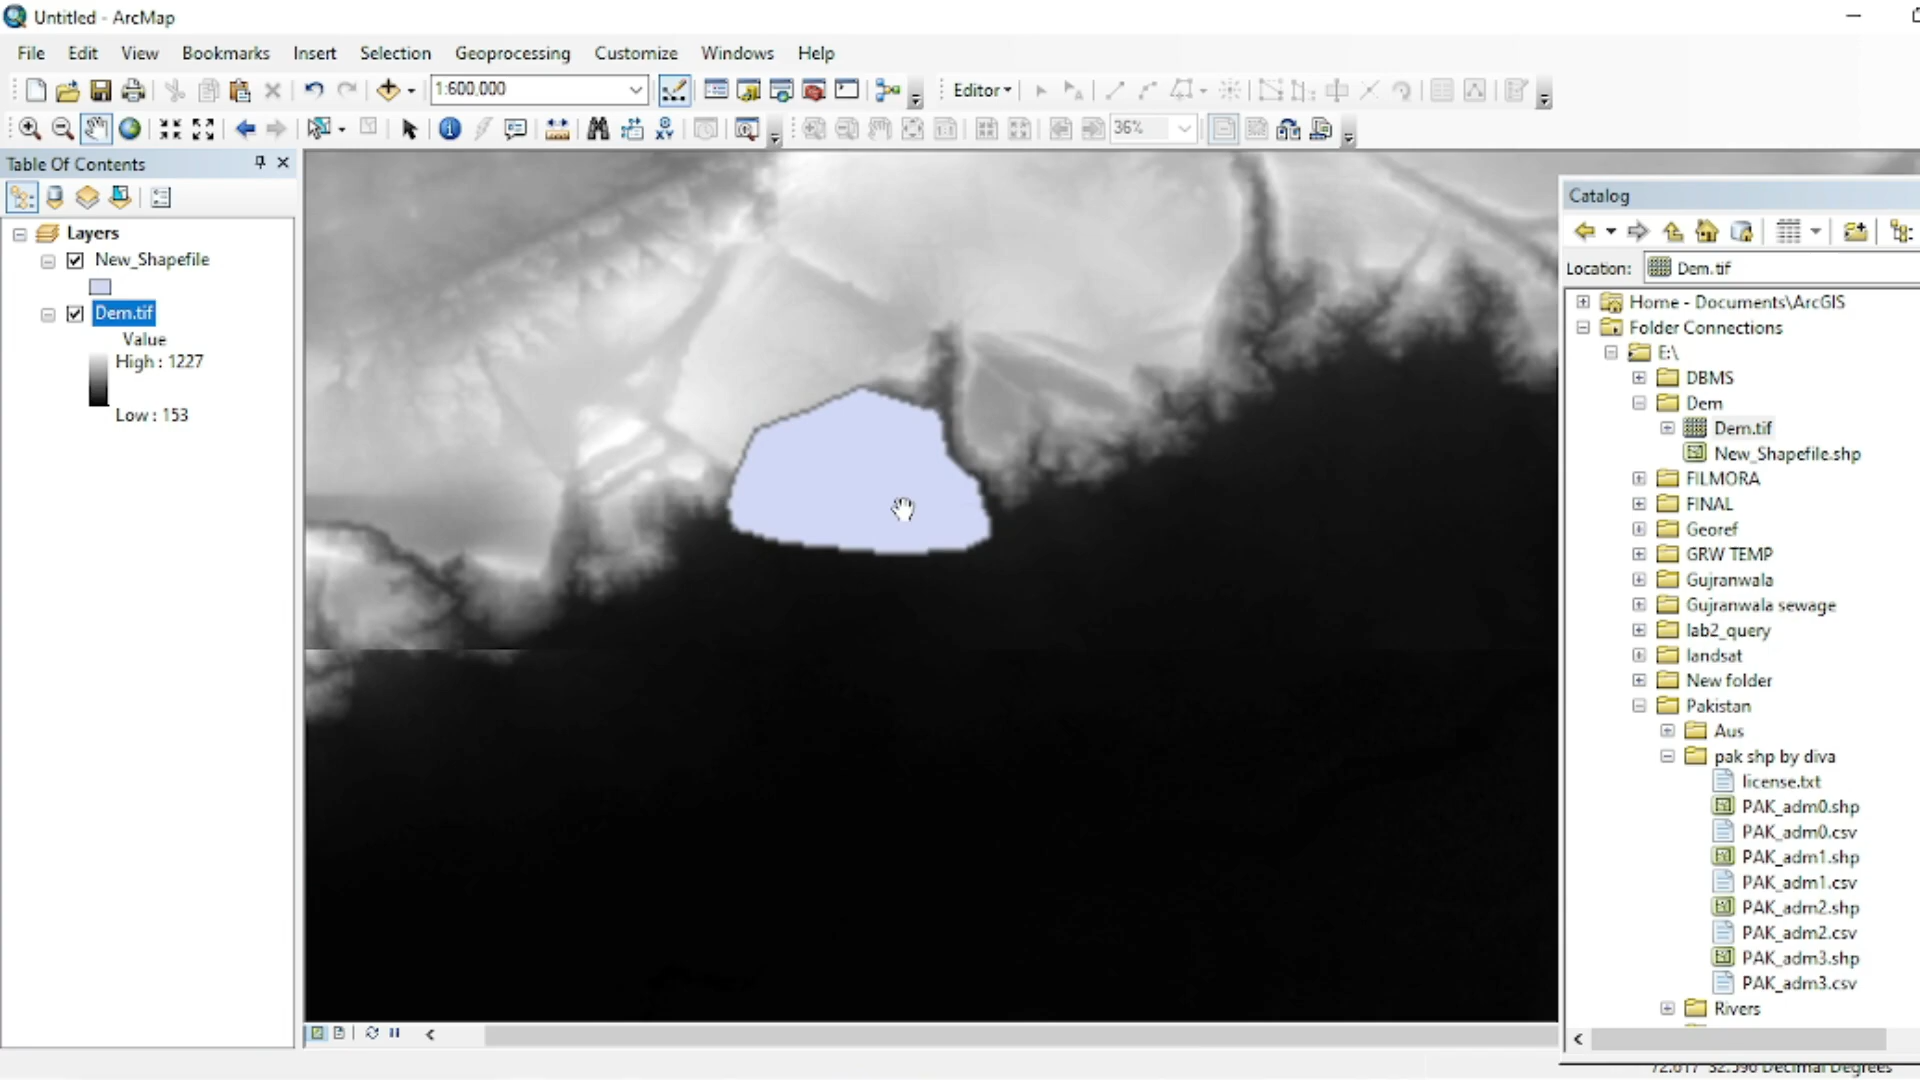 Untitled - ArcMap
File Edit View Bookmarks Insert Selection Geoprocessing Customize Windows Help
1:600,000
Editor
36%
Table Of Contents
Layers
New_Shapefile
Dem.tif
Value
High : 1227
Low : 153
Catalog
Location: Dem.tif
Home - Documents\ArcGIS
Folder Connections
E:\
DBMS
Dem
Dem.tif
New_Shapefile.shp
FILMORA
FINAL
Georef
GRW TEMP
Gujranwala
Gujranwala sewage
lab2_query
landsat
New folder
Pakistan
Aus
pak shp by diva
license.txt
PAK_adm0.shp
PAK_adm0.csv
PAK_adm1.shp
PAK_adm1.csv
PAK_adm2.shp
PAK_adm2.csv
PAK_adm3.shp
PAK_adm3.csv
Rivers
Decimal Degrees